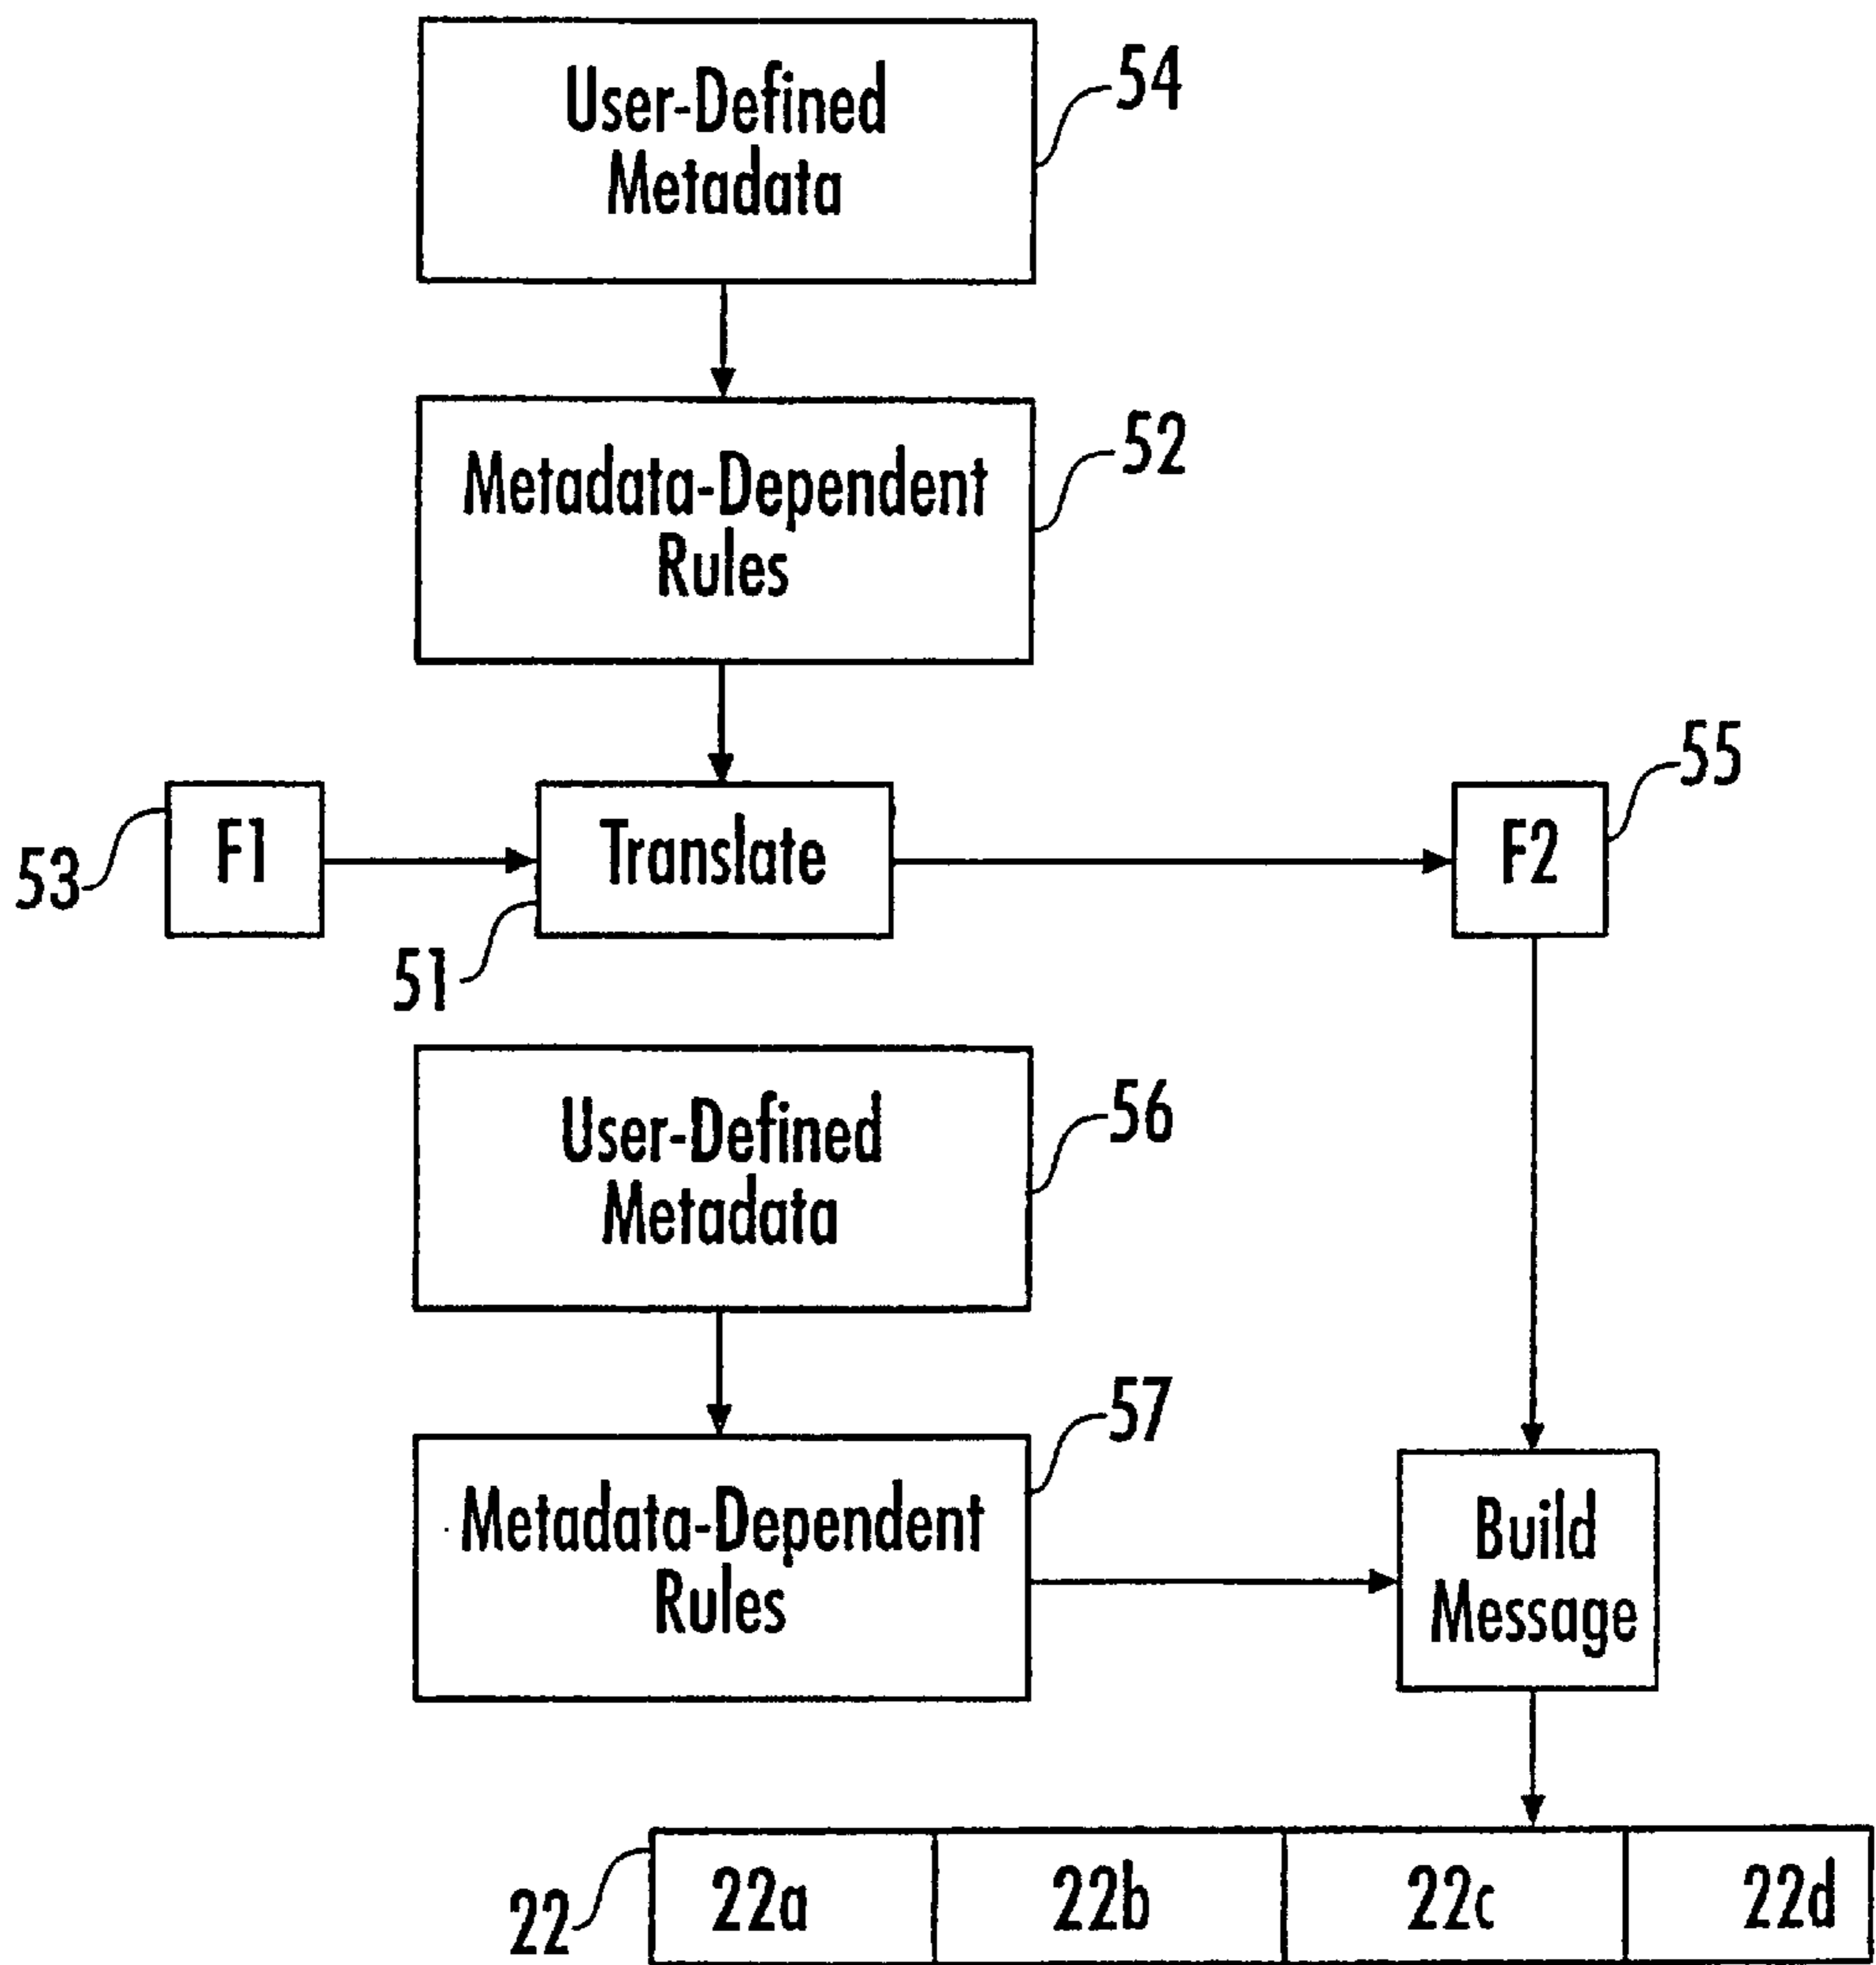 User-Defined
Metadata
54
Metadata-Dependent
Rules
52
53
F1
Translate
51
F2
55
User-Defined
Metadata
56
Metadata-Dependent
Rules
57
Build
Message
22
22a
22b
22c
22d